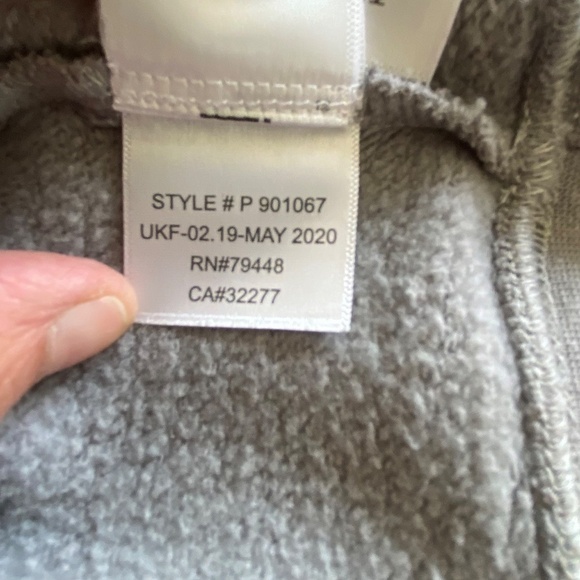 STYLE # P 901067
UKF-02.19-MAY 2020
RN#79448
CA#32277